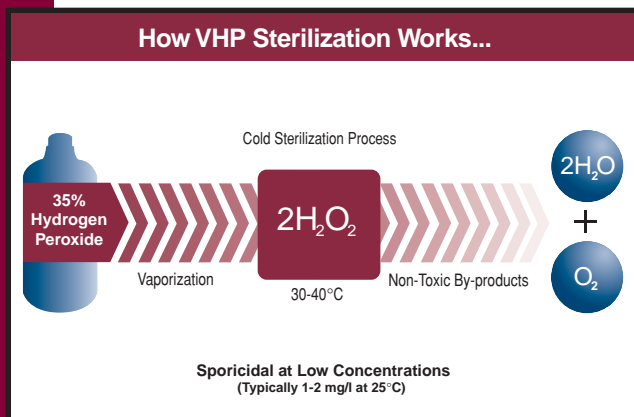 How VHP Sterilization Works...
Cold Sterilization Process
35%
Hydrogen
Peroxide
Vaporization
2H₂O₂
30-40°C
Non-Toxic By-products
2H₂O
+
O₂
Sporicidal at Low Concentrations
(Typically 1-2 mg/l at 25°C)